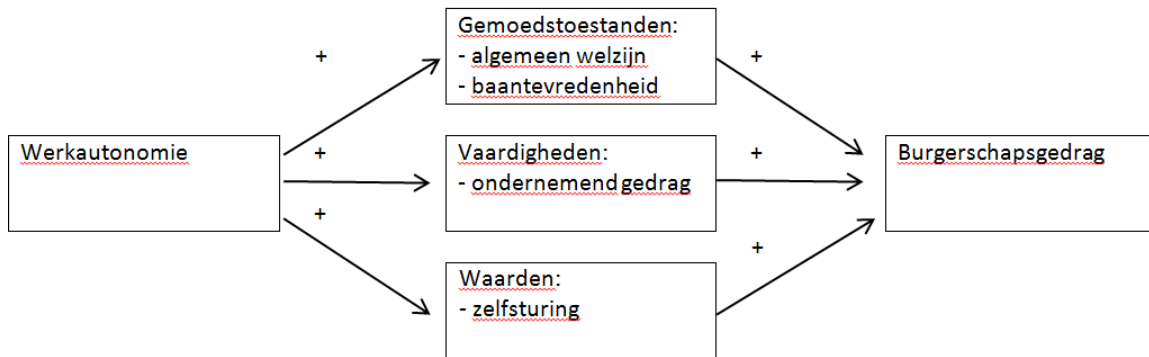 Gemoedstoestanden:
- algemeen welzijn
- baantevredenheid
+
+
Werkautonomie
+
Vaardigheden:
- ondernemend gedrag
+
Burgerschapsgedrag
+
Waarden:
- zelfsturing
+